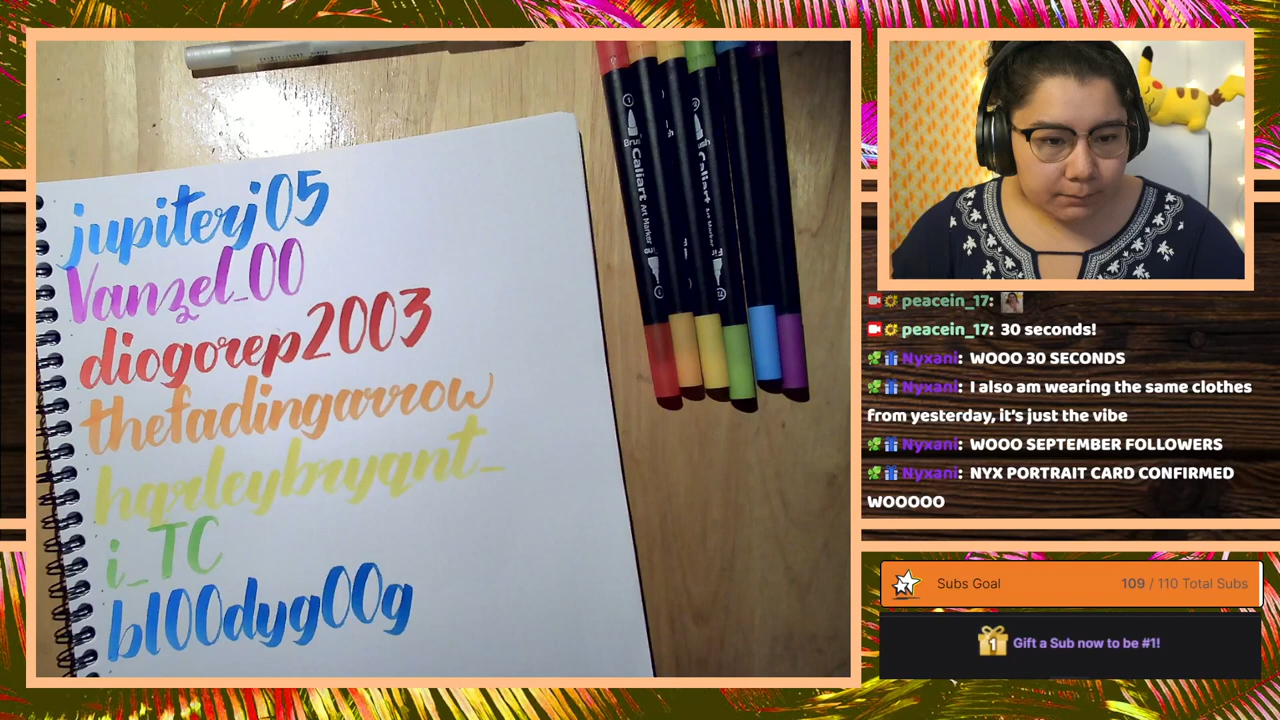 jupiterj05
Vanzel_00
diogorep2003
thefadingarrow
harleybryant_
i_TC
bl00dyg00g
Caliart Art Marker
Caliart
peacein_17:
peacein_17: 30 seconds!
Nyxani: WOOO 30 SECONDS
Nyxani: I also am wearing the same clothes
from yesterday, it's just the vibe
Nyxani: WOOO SEPTEMBER FOLLOWERS
Nyxani: NYX PORTRAIT CARD CONFIRMED
WOOOOO
Subs Goal 109 / 110 Total Subs
1 Gift a Sub now to be #1!